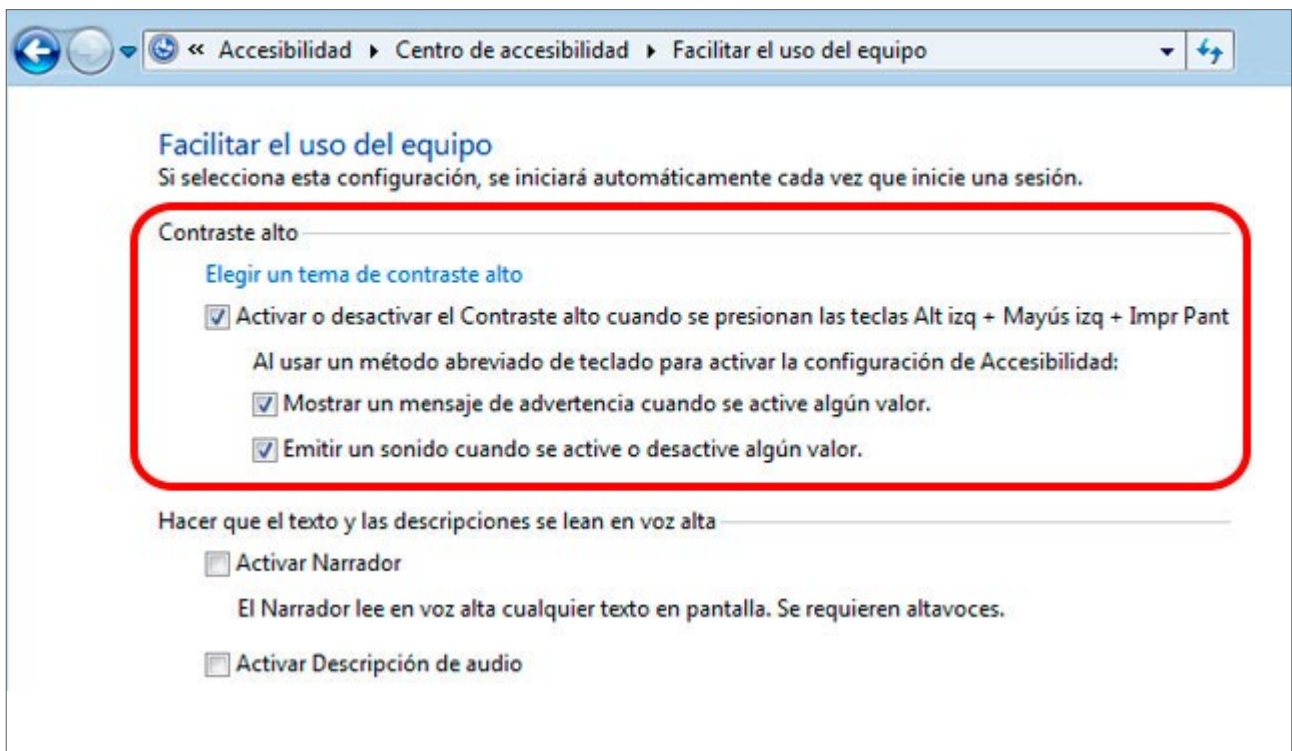 « Accesibilidad ▸ Centro de accesibilidad ▸ Facilitar el uso del equipo
Facilitar el uso del equipo
Si selecciona esta configuración, se iniciará automáticamente cada vez que inicie una sesión.
Contraste alto
Elegir un tema de contraste alto
Activar o desactivar el Contraste alto cuando se presionan las teclas Alt izq + Mayús izq + Impr Pant
Al usar un método abreviado de teclado para activar la configuración de Accesibilidad:
Mostrar un mensaje de advertencia cuando se active algún valor.
Emitir un sonido cuando se active o desactive algún valor.
Hacer que el texto y las descripciones se lean en voz alta
Activar Narrador
El Narrador lee en voz alta cualquier texto en pantalla. Se requieren altavoces.
Activar Descripción de audio